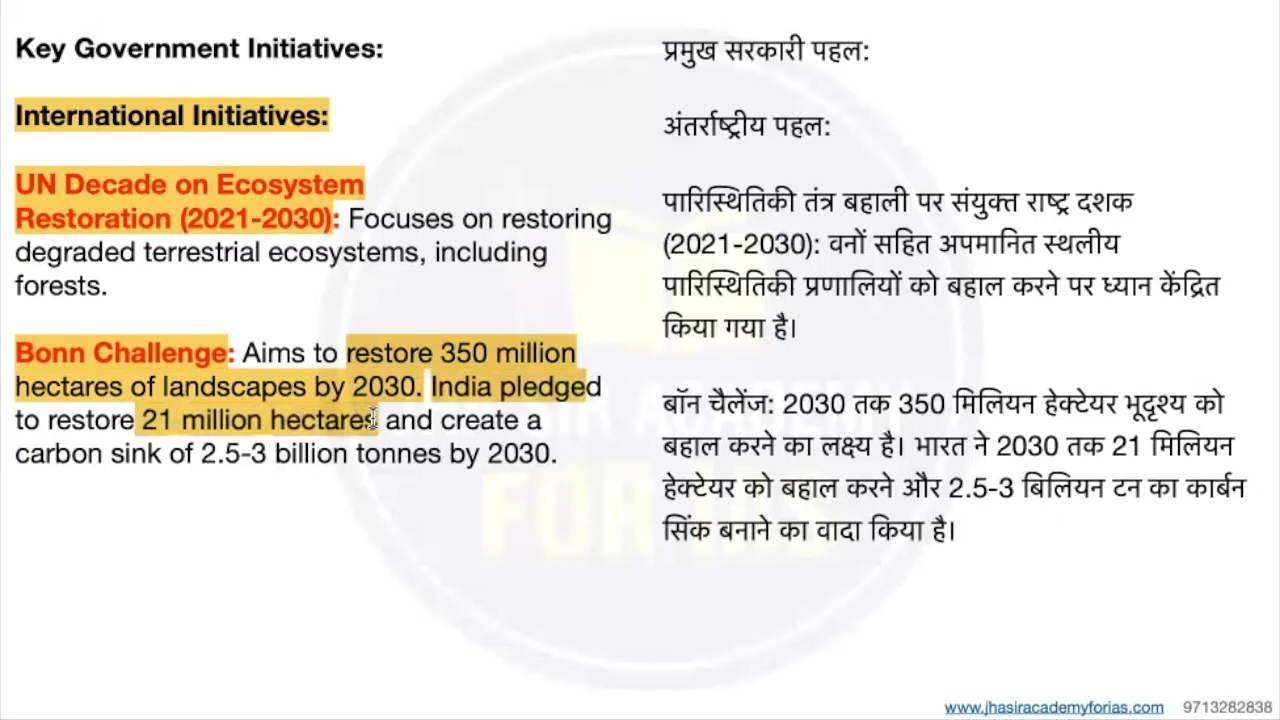 Key Government Initiatives:
International Initiatives:
UN Decade on Ecosystem
Restoration (2021-2030): Focuses on restoring
degraded terrestrial ecosystems, including
forests.
Bonn Challenge: Aims to restore 350 million
hectares of landscapes by 2030. India pledged
to restore 21 million hectares and create a
carbon sink of 2.5-3 billion tonnes by 2030.
प्रमुख सरकारी पहल:
अंतर्राष्ट्रीय पहल:
पारिस्थितिकी तंत्र बहाली पर संयुक्त राष्ट्र दशक
(2021-2030): वनों सहित अपमानित स्थलीय
पारिस्थितिकी प्रणालियों को बहाल करने पर ध्यान केंद्रित
किया गया है।
बॉन चैलेंज: 2030 तक 350 मिलियन हेक्टेयर भूदृश्य को
बहाल करने का लक्ष्य है। भारत ने 2030 तक 21 मिलियन
हेक्टेयर को बहाल करने और 2.5-3 बिलियन टन का कार्बन
सिंक बनाने का वादा किया है।
FOR IAS
www.jhasiracademyforias.com 9713282838